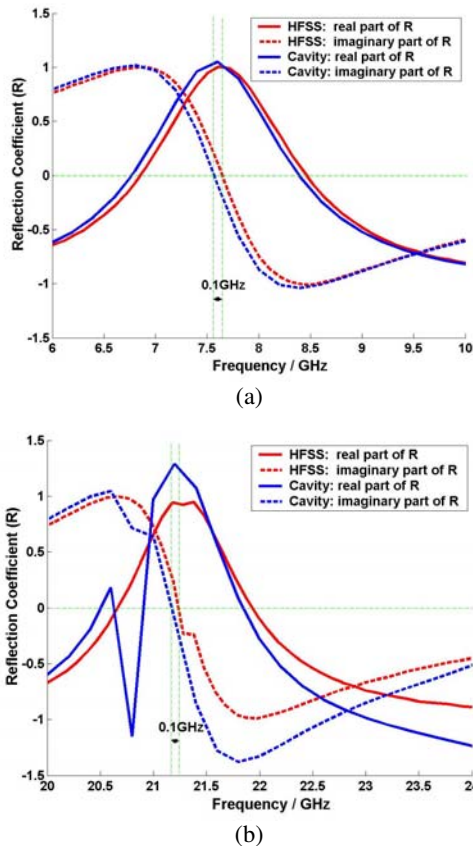 1.5
1
0.5
0
-0.5
-1
-1.5
Reflection Coefficient (R)
HFSS: real part of R
HFSS: imaginary part of R
Cavity: real part of R
Cavity: imaginary part of R
0.1GHz
6 6.5 7 7.5 8 8.5 9 9.5 10
Frequency / GHz
(a)
1.5
1
0.5
0
-0.5
-1
-1.5
Reflection Coefficient (R)
HFSS: real part of R
HFSS: imaginary part of R
Cavity: real part of R
Cavity: imaginary part of R
0.1GHz
20 20.5 21 21.5 22 22.5 23 23.5 24
Frequency / GHz
(b)